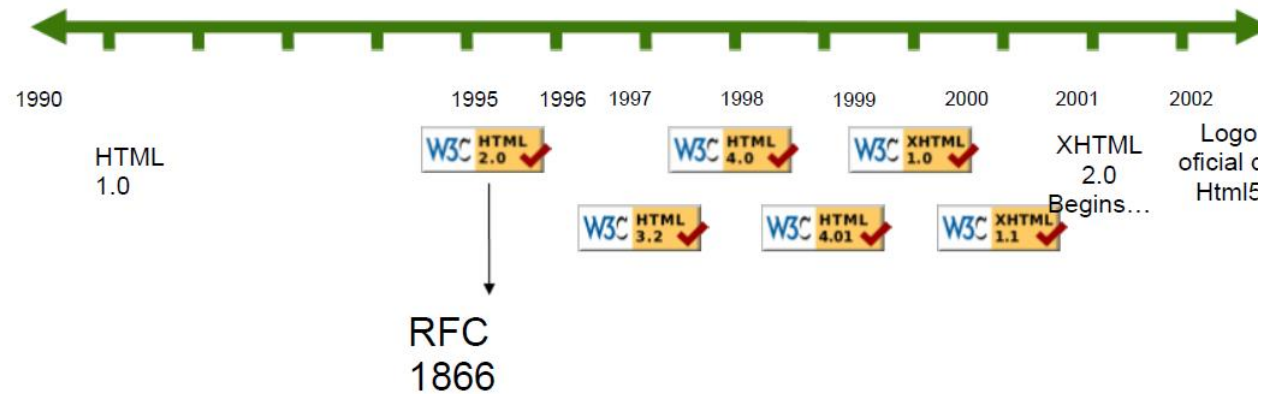 1990
1995
1996
1997
1998
1999
2000
2001
2002
HTML
1.0
W3C HTML
2.0
W3C HTML
4.0
W3C XHTML
1.0
XHTML
2.0
Begins…
Logo
oficial
Html5
W3C HTML
3.2
W3C HTML
4.01
W3C XHTML
1.1
RFC
1866